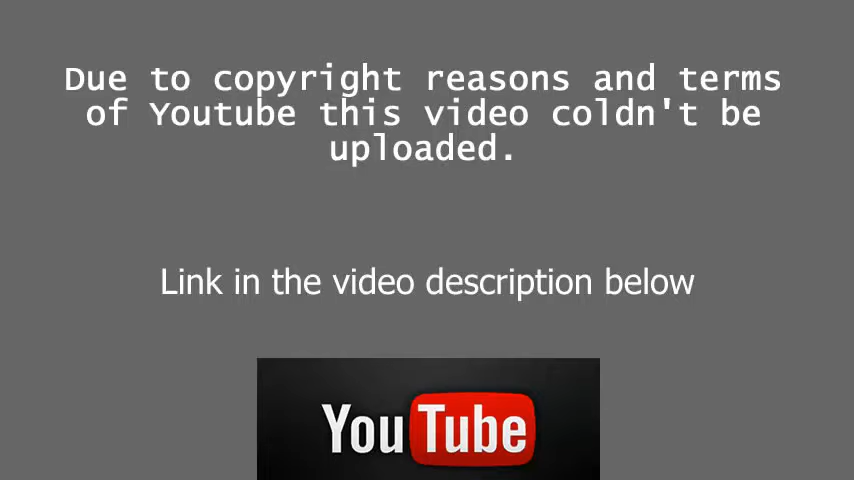 Due to copyright reasons and terms
of Youtube this video coldn't be
uploaded.
Link in the video description below
YouTube